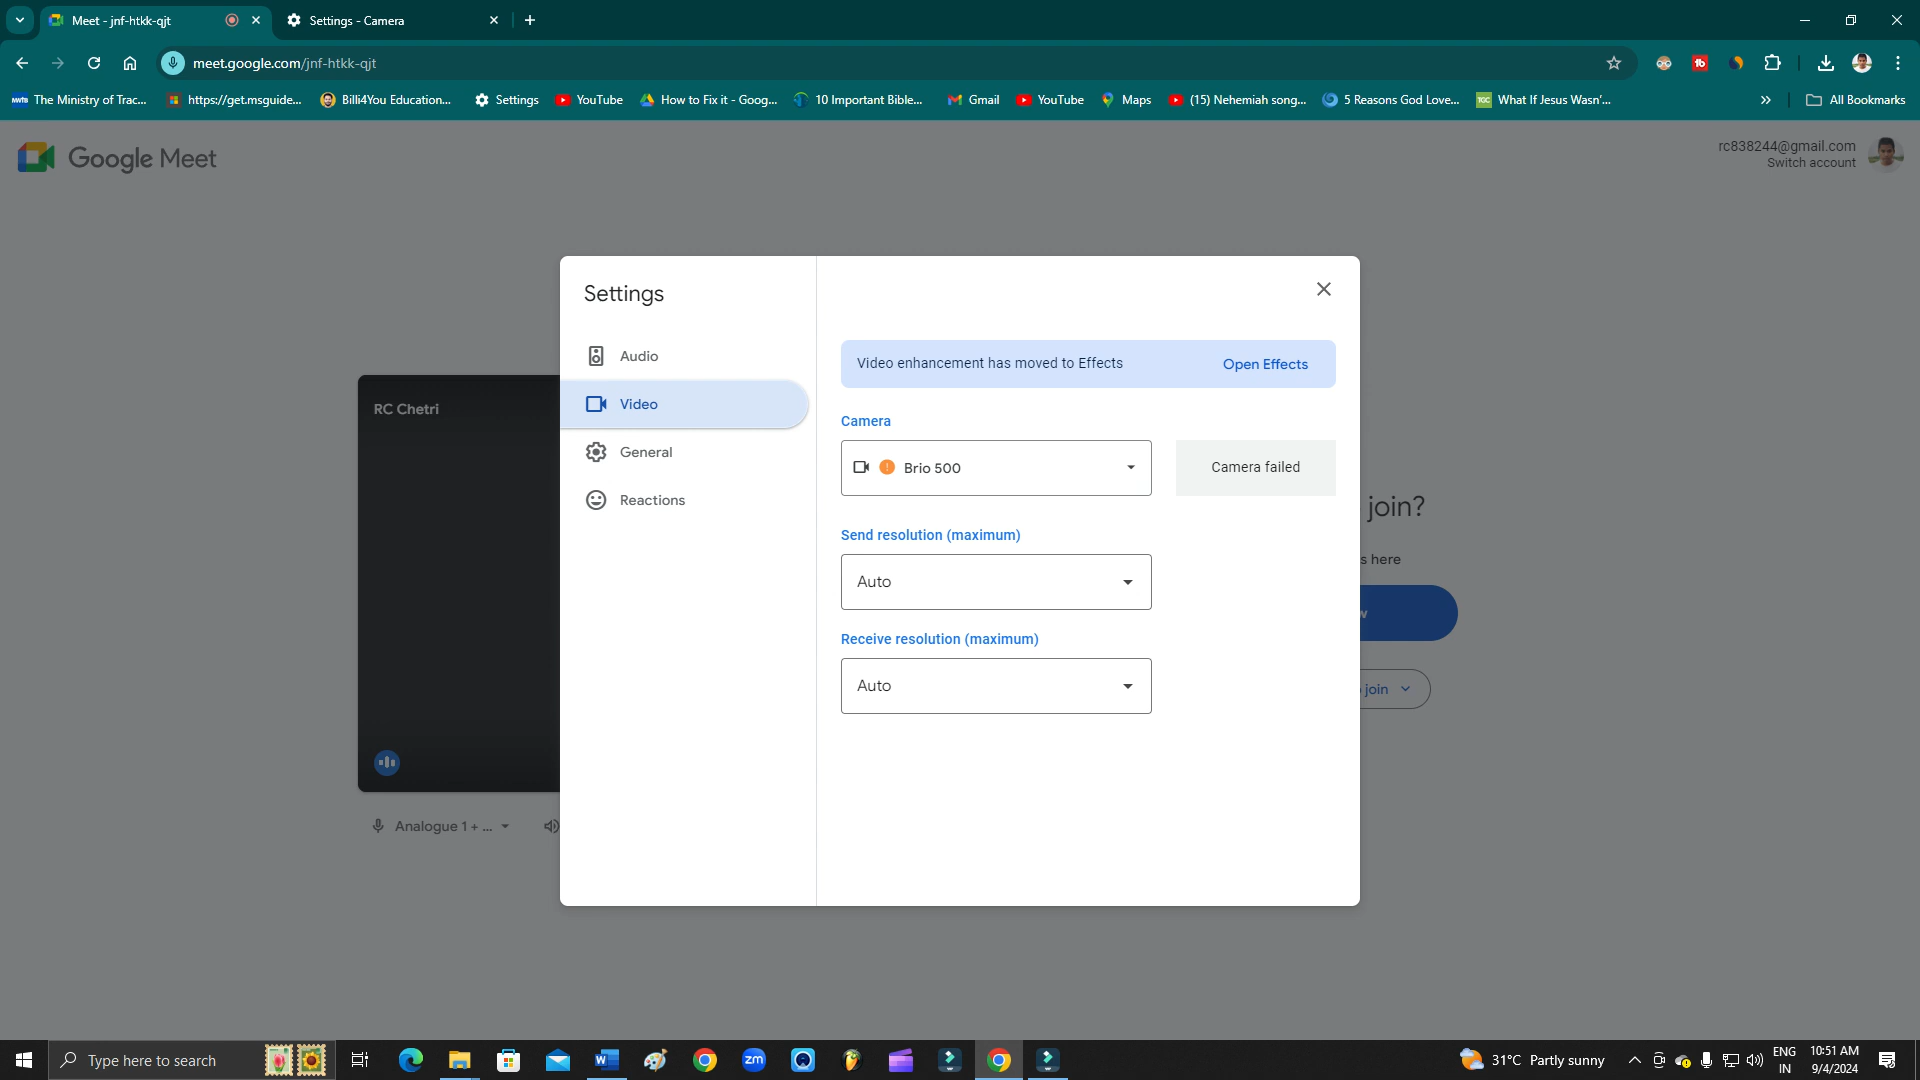 Meet - jnf-htkk-qjt
Settings - Camera
meet.google.com/jnf-htkk-qjt
The Ministry of Trac...
https://get.msguide...
Billi4You Education...
Settings
YouTube
How to Fix it - Goog...
10 Important Bible...
Gmail
YouTube
Maps
(15) Nehemiah song...
5 Reasons God Love...
TGC
What If Jesus Wasn'...
All Bookmarks
Google Meet
rc838244@gmail.com
Switch account
Settings
Audio
Video
General
Reactions
Video enhancement has moved to Effects
Open Effects
Camera
Brio 500
Camera failed
Send resolution (maximum)
Auto
Receive resolution (maximum)
Auto
RC Chetri
join?
s here
w
join
Analogue 1 + ...
Type here to search
zm
31°C Partly sunny
ENG
IN
10:51 AM
9/4/2024